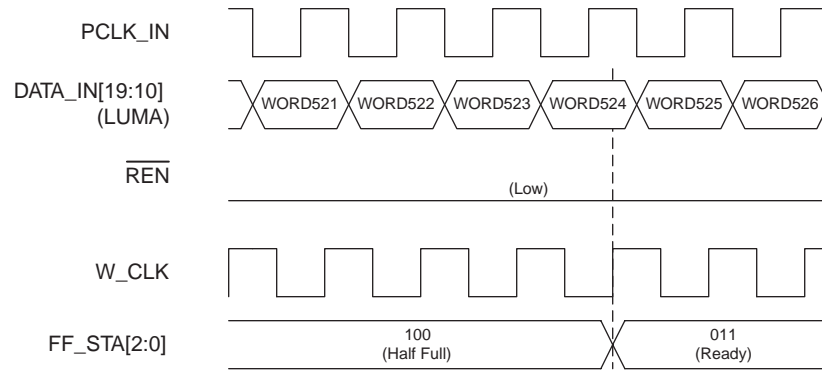 PCLK_IN
DATA_IN[19:10]
(LUMA)
WORD521 WORD522 WORD523 WORD524 WORD525 WORD526
REN
(Low)
W_CLK
FF_STA[2:0]
100
(Half Full)
011
(Ready)